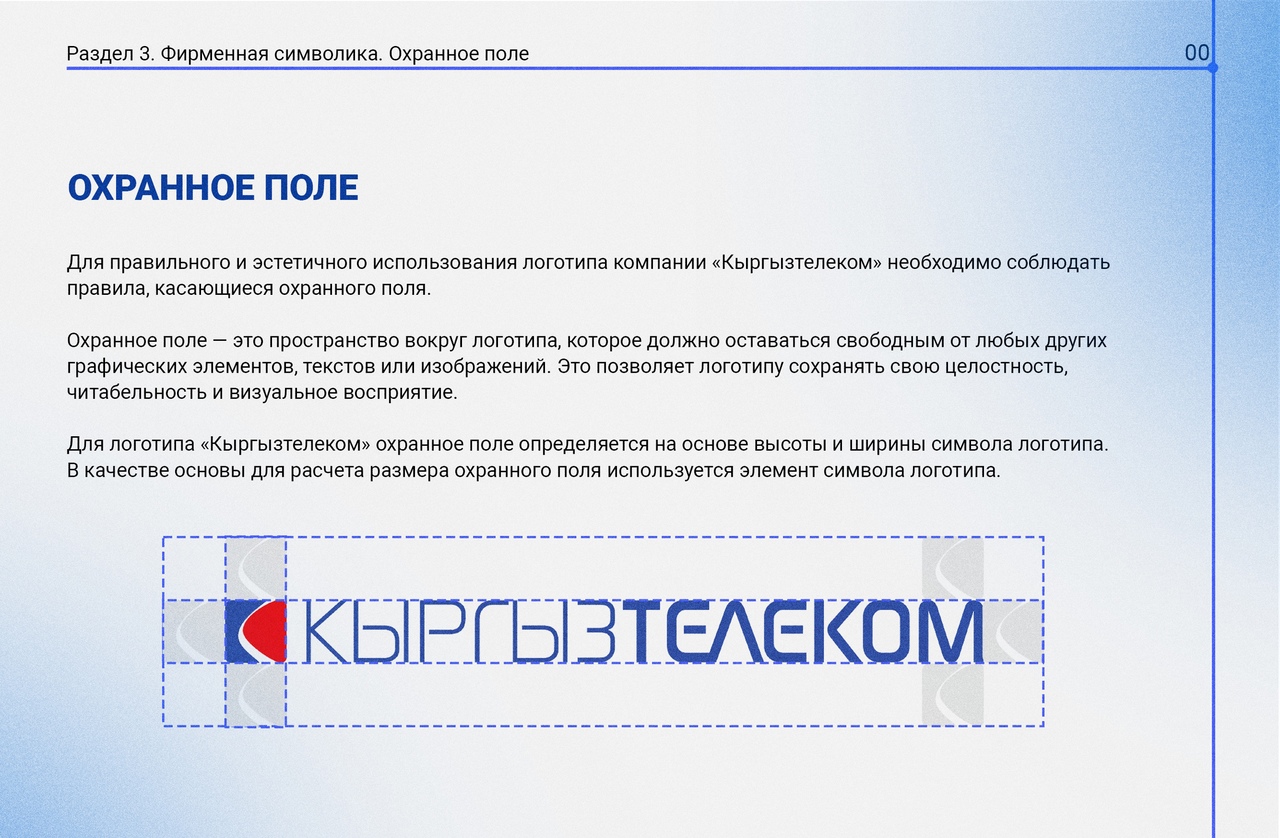 Раздел 3. Фирменная символика. Охранное поле
00
ОХРАННОЕ ПОЛЕ
Для правильного и эстетичного использования логотипа компании «Кыргызтелеком» необходимо соблюдать
правила, касающиеся охранного поля.
Охранное поле — это пространство вокруг логотипа, которое должно оставаться свободным от любых других
графических элементов, текстов или изображений. Это позволяет логотипу сохранять свою целостность,
читабельность и визуальное восприятие.
Для логотипа «Кыргызтелеком» охранное поле определяется на основе высоты и ширины символа логотипа.
В качестве основы для расчета размера охранного поля используется элемент символа логотипа.
КЫРГЫЗТЕЛЕКОМ